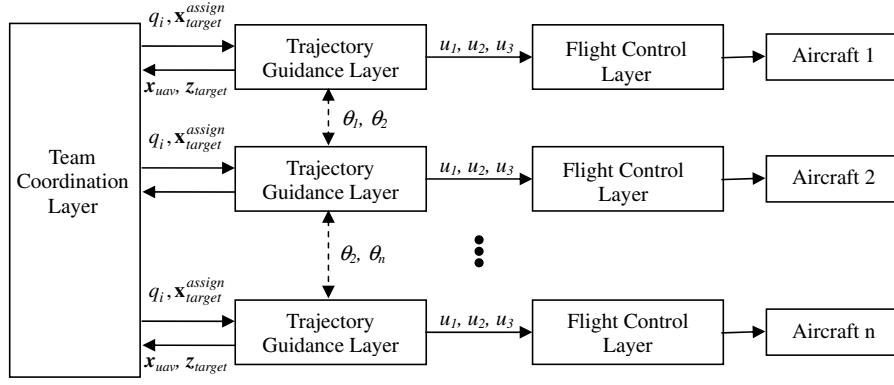 q_i, x_target^assign
x_uav, z_target
Trajectory
Guidance Layer
u_1, u_2, u_3
Flight Control
Layer
Aircraft 1
θ_1, θ_2
Team
Coordination
Layer
q_i, x_target^assign
Trajectory
Guidance Layer
u_1, u_2, u_3
Flight Control
Layer
Aircraft 2
θ_2, θ_n
q_i, x_target^assign
x_uav, z_target
Trajectory
Guidance Layer
u_1, u_2, u_3
Flight Control
Layer
Aircraft n